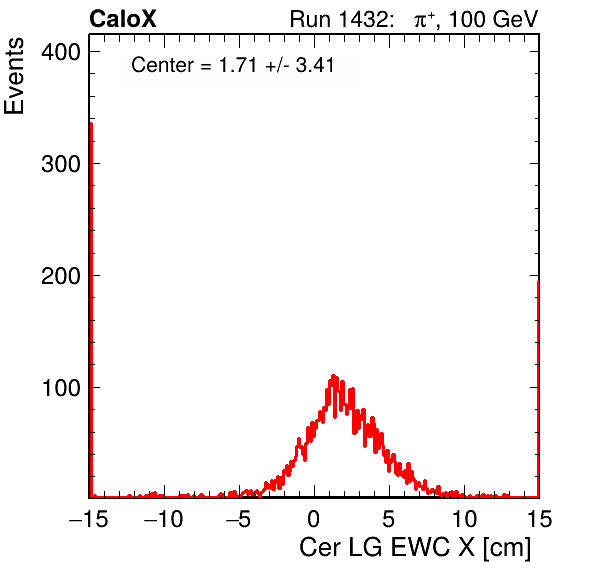 CaloX Run 1432: π+, 100 GeV
Center = 1.71 +/- 3.41
Events
400
300
200
100
−15 −10 −5 0 5 10 15
Cer LG EWC X [cm]